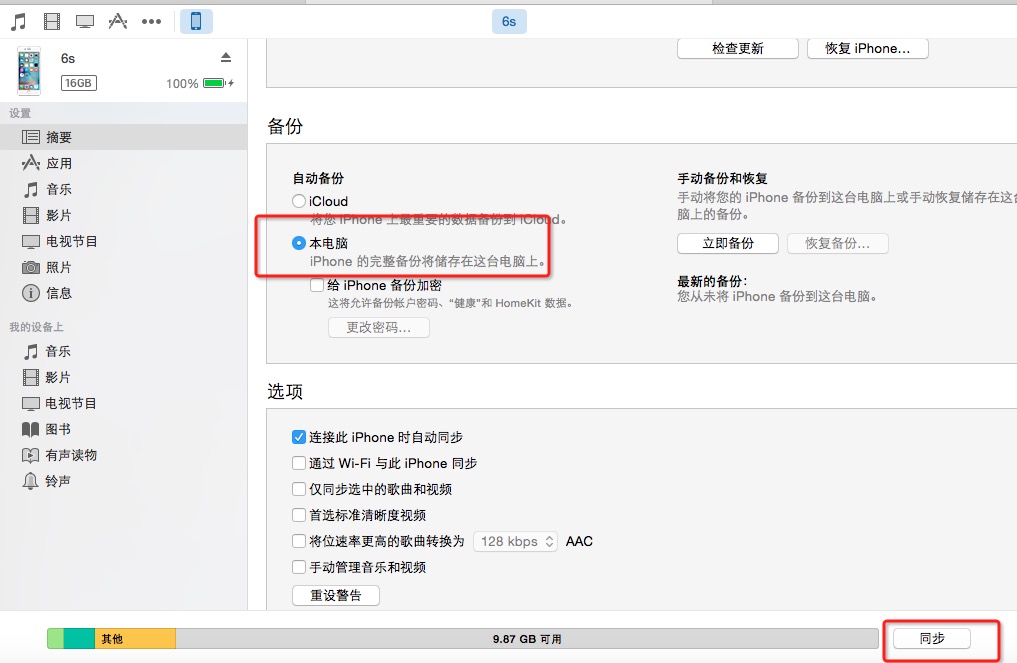 6s
6s
16GB
100%
设置
摘要
应用
音乐
影片
电视节目
照片
信息
我的设备上
音乐
影片
电视节目
图书
有声读物
铃声
检查更新
恢复 iPhone...
备份
自动备份
iCloud
将您 iPhone 上最重要的数据备份到 iCloud。
本电脑
iPhone 的完整备份将储存在这台电脑上。
给 iPhone 备份加密
这将允许备份帐户密码、“健康”和 HomeKit 数据。
更改密码...
手动备份和恢复
手动将您的 iPhone 备份到这台电脑上或手动恢复储存在这台电
脑上的备份。
立即备份
恢复备份...
最新的备份：
您从未将 iPhone 备份到这台电脑。
选项
连接此 iPhone 时自动同步
通过 Wi-Fi 与此 iPhone 同步
仅同步选中的歌曲和视频
首选标准清晰度视频
将位速率更高的歌曲转换为 128 kbps AAC
手动管理音乐和视频
重设警告
其他
9.87 GB 可用
同步